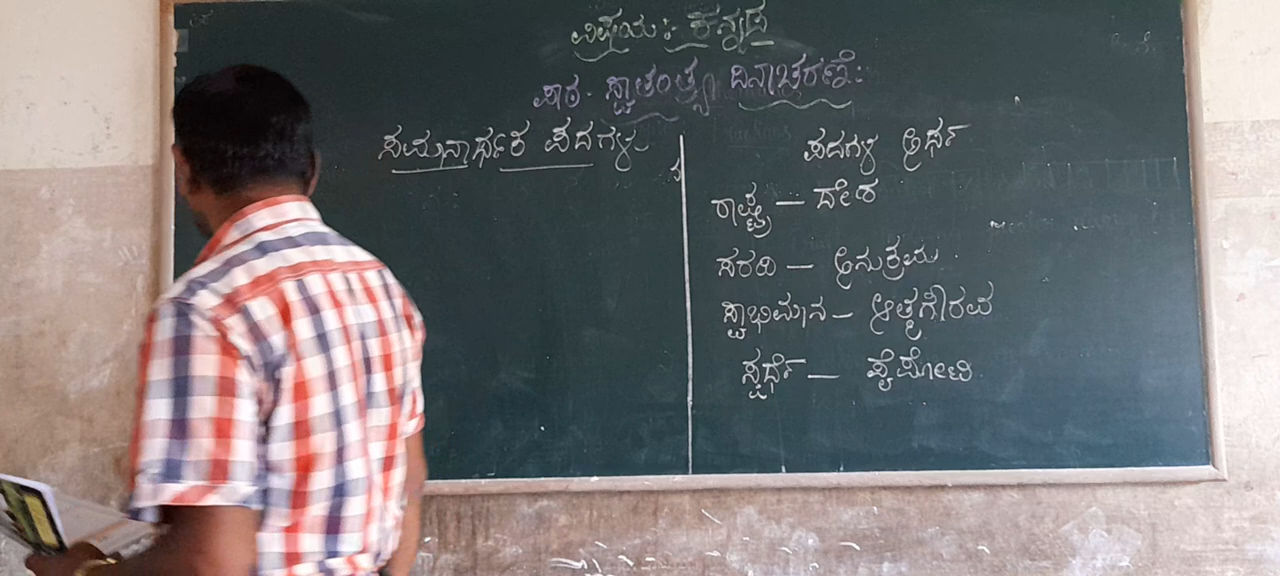 ವಿಷಯ : ಕನ್ನಡ
ಪಾಠ - ಸ್ವಾತಂತ್ರ್ಯ ದಿನಾಚರಣೆ
ಸಮಾನಾರ್ಥಕ ಪದಗಳು
ಪದಗಳ ಅರ್ಥ
ರಾಷ್ಟ್ರ — ದೇಶ
ಸರದಿ — ಅನುಕ್ರಮ
ಸ್ವಾಭಿಮಾನ — ಆತ್ಮಗೌರವ
ಸ್ಪರ್ಧೆ — ಪೈಪೋಟಿ